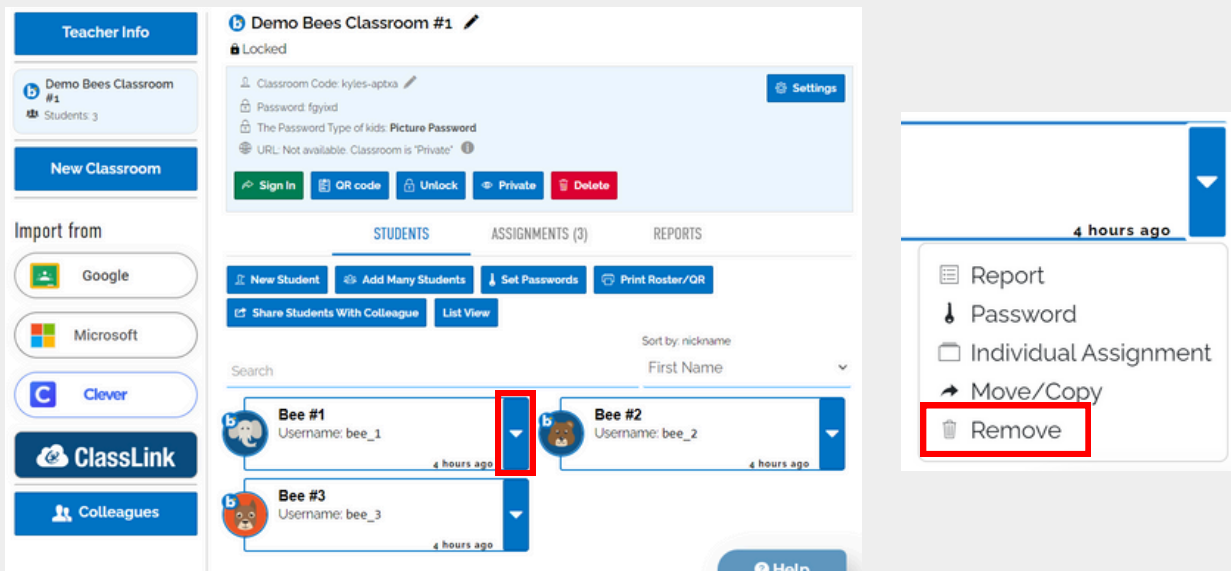 Teacher Info
Demo Bees Classroom
#1
Students: 3
New Classroom
Import from
Google
Microsoft
Clever
ClassLink
Colleagues
Demo Bees Classroom #1
Locked
Classroom Code: kyles-aptxa
Password: fgyixd
The Password Type of kids: Picture Password
URL: Not available. Classroom is "Private"
Settings
Sign In QR code Unlock Private Delete
STUDENTS ASSIGNMENTS (3) REPORTS
New Student Add Many Students Set Passwords Print Roster/QR
Share Students With Colleague List View
Sort by: nickname
Search First Name
Bee #1
Username: bee_1
4 hours ago
Bee #2
Username: bee_2
4 hours ago
Bee #3
Username: bee_3
4 hours ago
Help
4 hours ago
Report
Password
Individual Assignment
Move/Copy
Remove